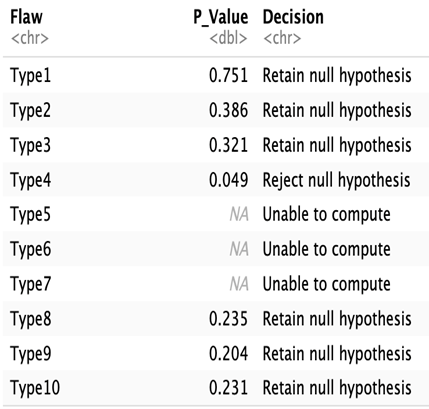 Flaw P_Value Decision
<chr> <dbl> <chr>
Type1 0.751 Retain null hypothesis
Type2 0.386 Retain null hypothesis
Type3 0.321 Retain null hypothesis
Type4 0.049 Reject null hypothesis
Type5 NA Unable to compute
Type6 NA Unable to compute
Type7 NA Unable to compute
Type8 0.235 Retain null hypothesis
Type9 0.204 Retain null hypothesis
Type10 0.231 Retain null hypothesis